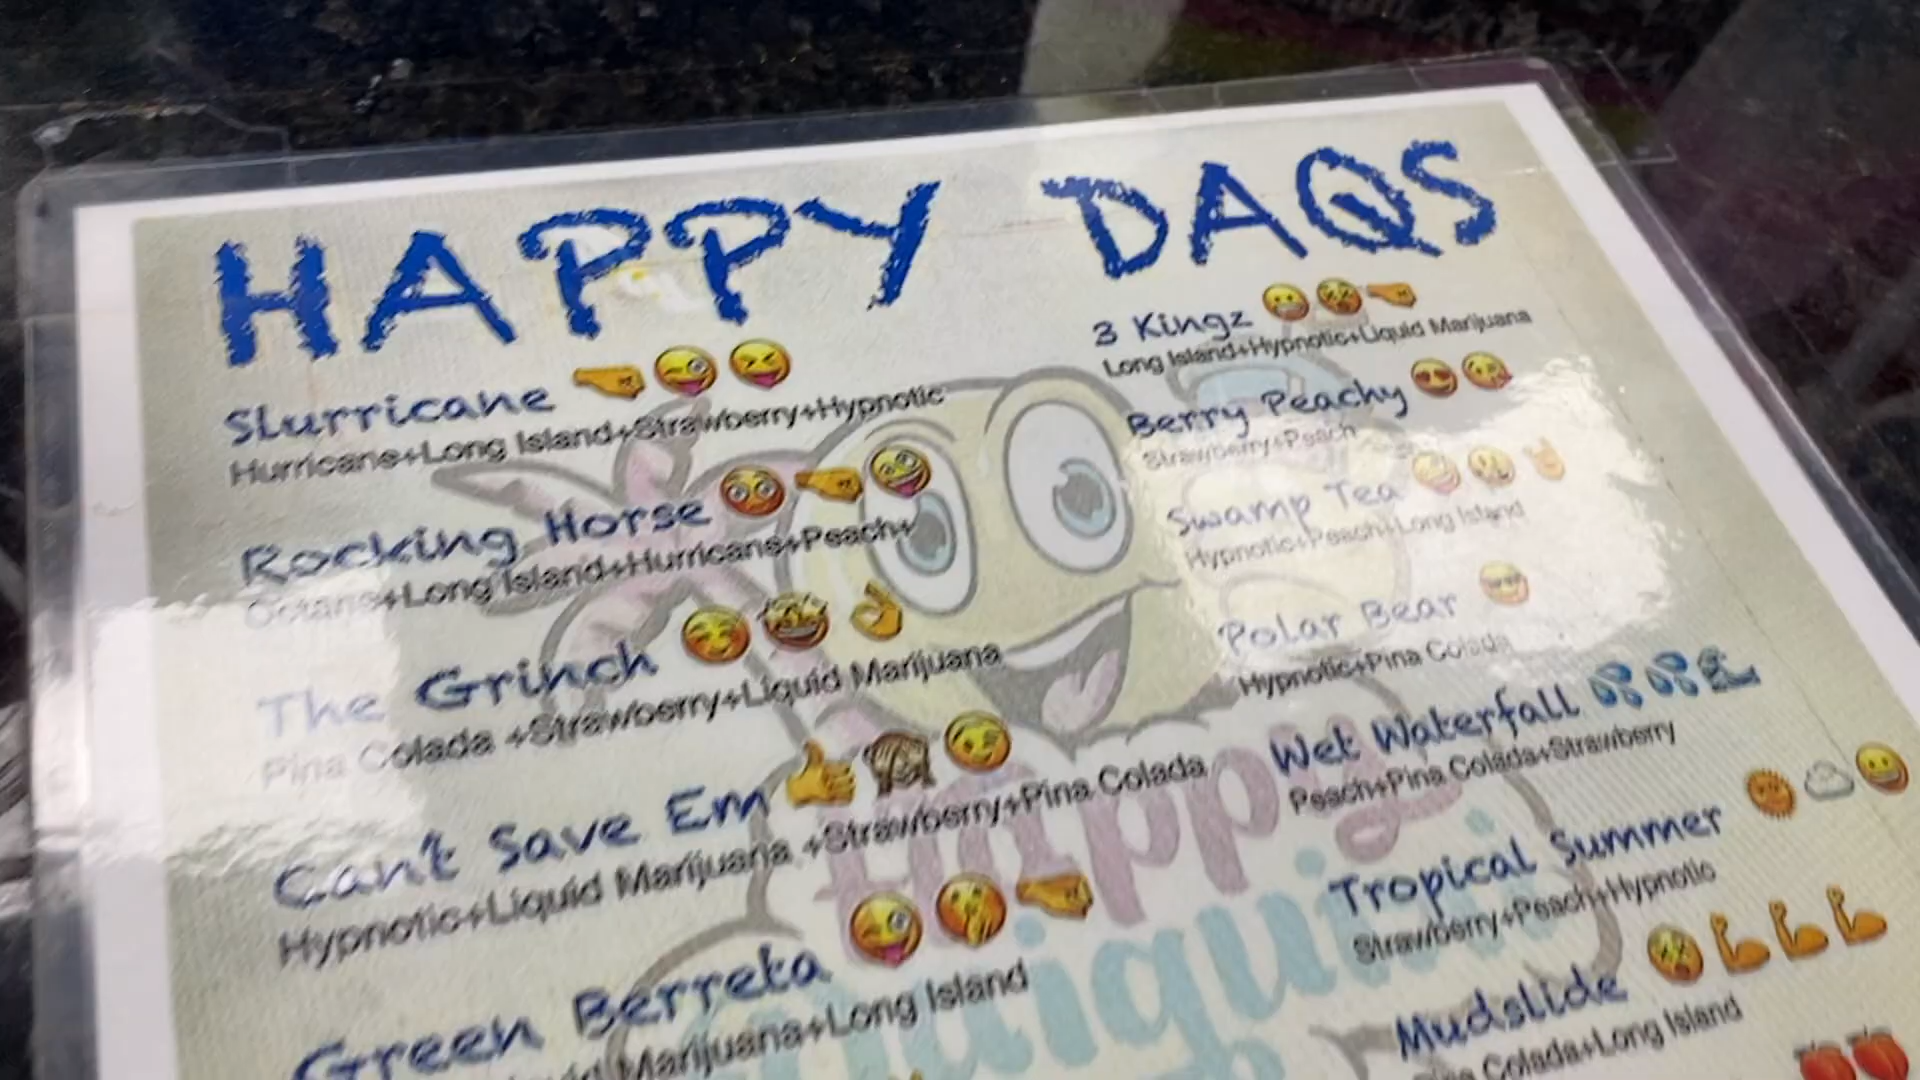 HAPPY DAQS
Slurricane
Hurricane+Long Island+Strawberry+Hypnotic
Rocking Horse
Octane+Long Island+Hurricane+Peach+
The Grinch
Pina Colada +Strawberry+Liquid Marijuana
Can't Save Em
Hypnotic+Liquid Marijuana +Strawberry+Pina Colada
Green Berreta
Marijuana+Long Island
3 Kingz
Long Island+Hypnotic+Liquid Marijuana
Berry Peachy
Strawberry+Peach
Swamp Tea
Hypnotic+Peach+Long Island
Polar Bear
Hypnotic+Pina Colada
Wet Waterfall
Peach+Pina Colada+Strawberry
Tropical Summer
Strawberry+Peach+Hypnotic
Mudslide
Colada+Long Island
Happy